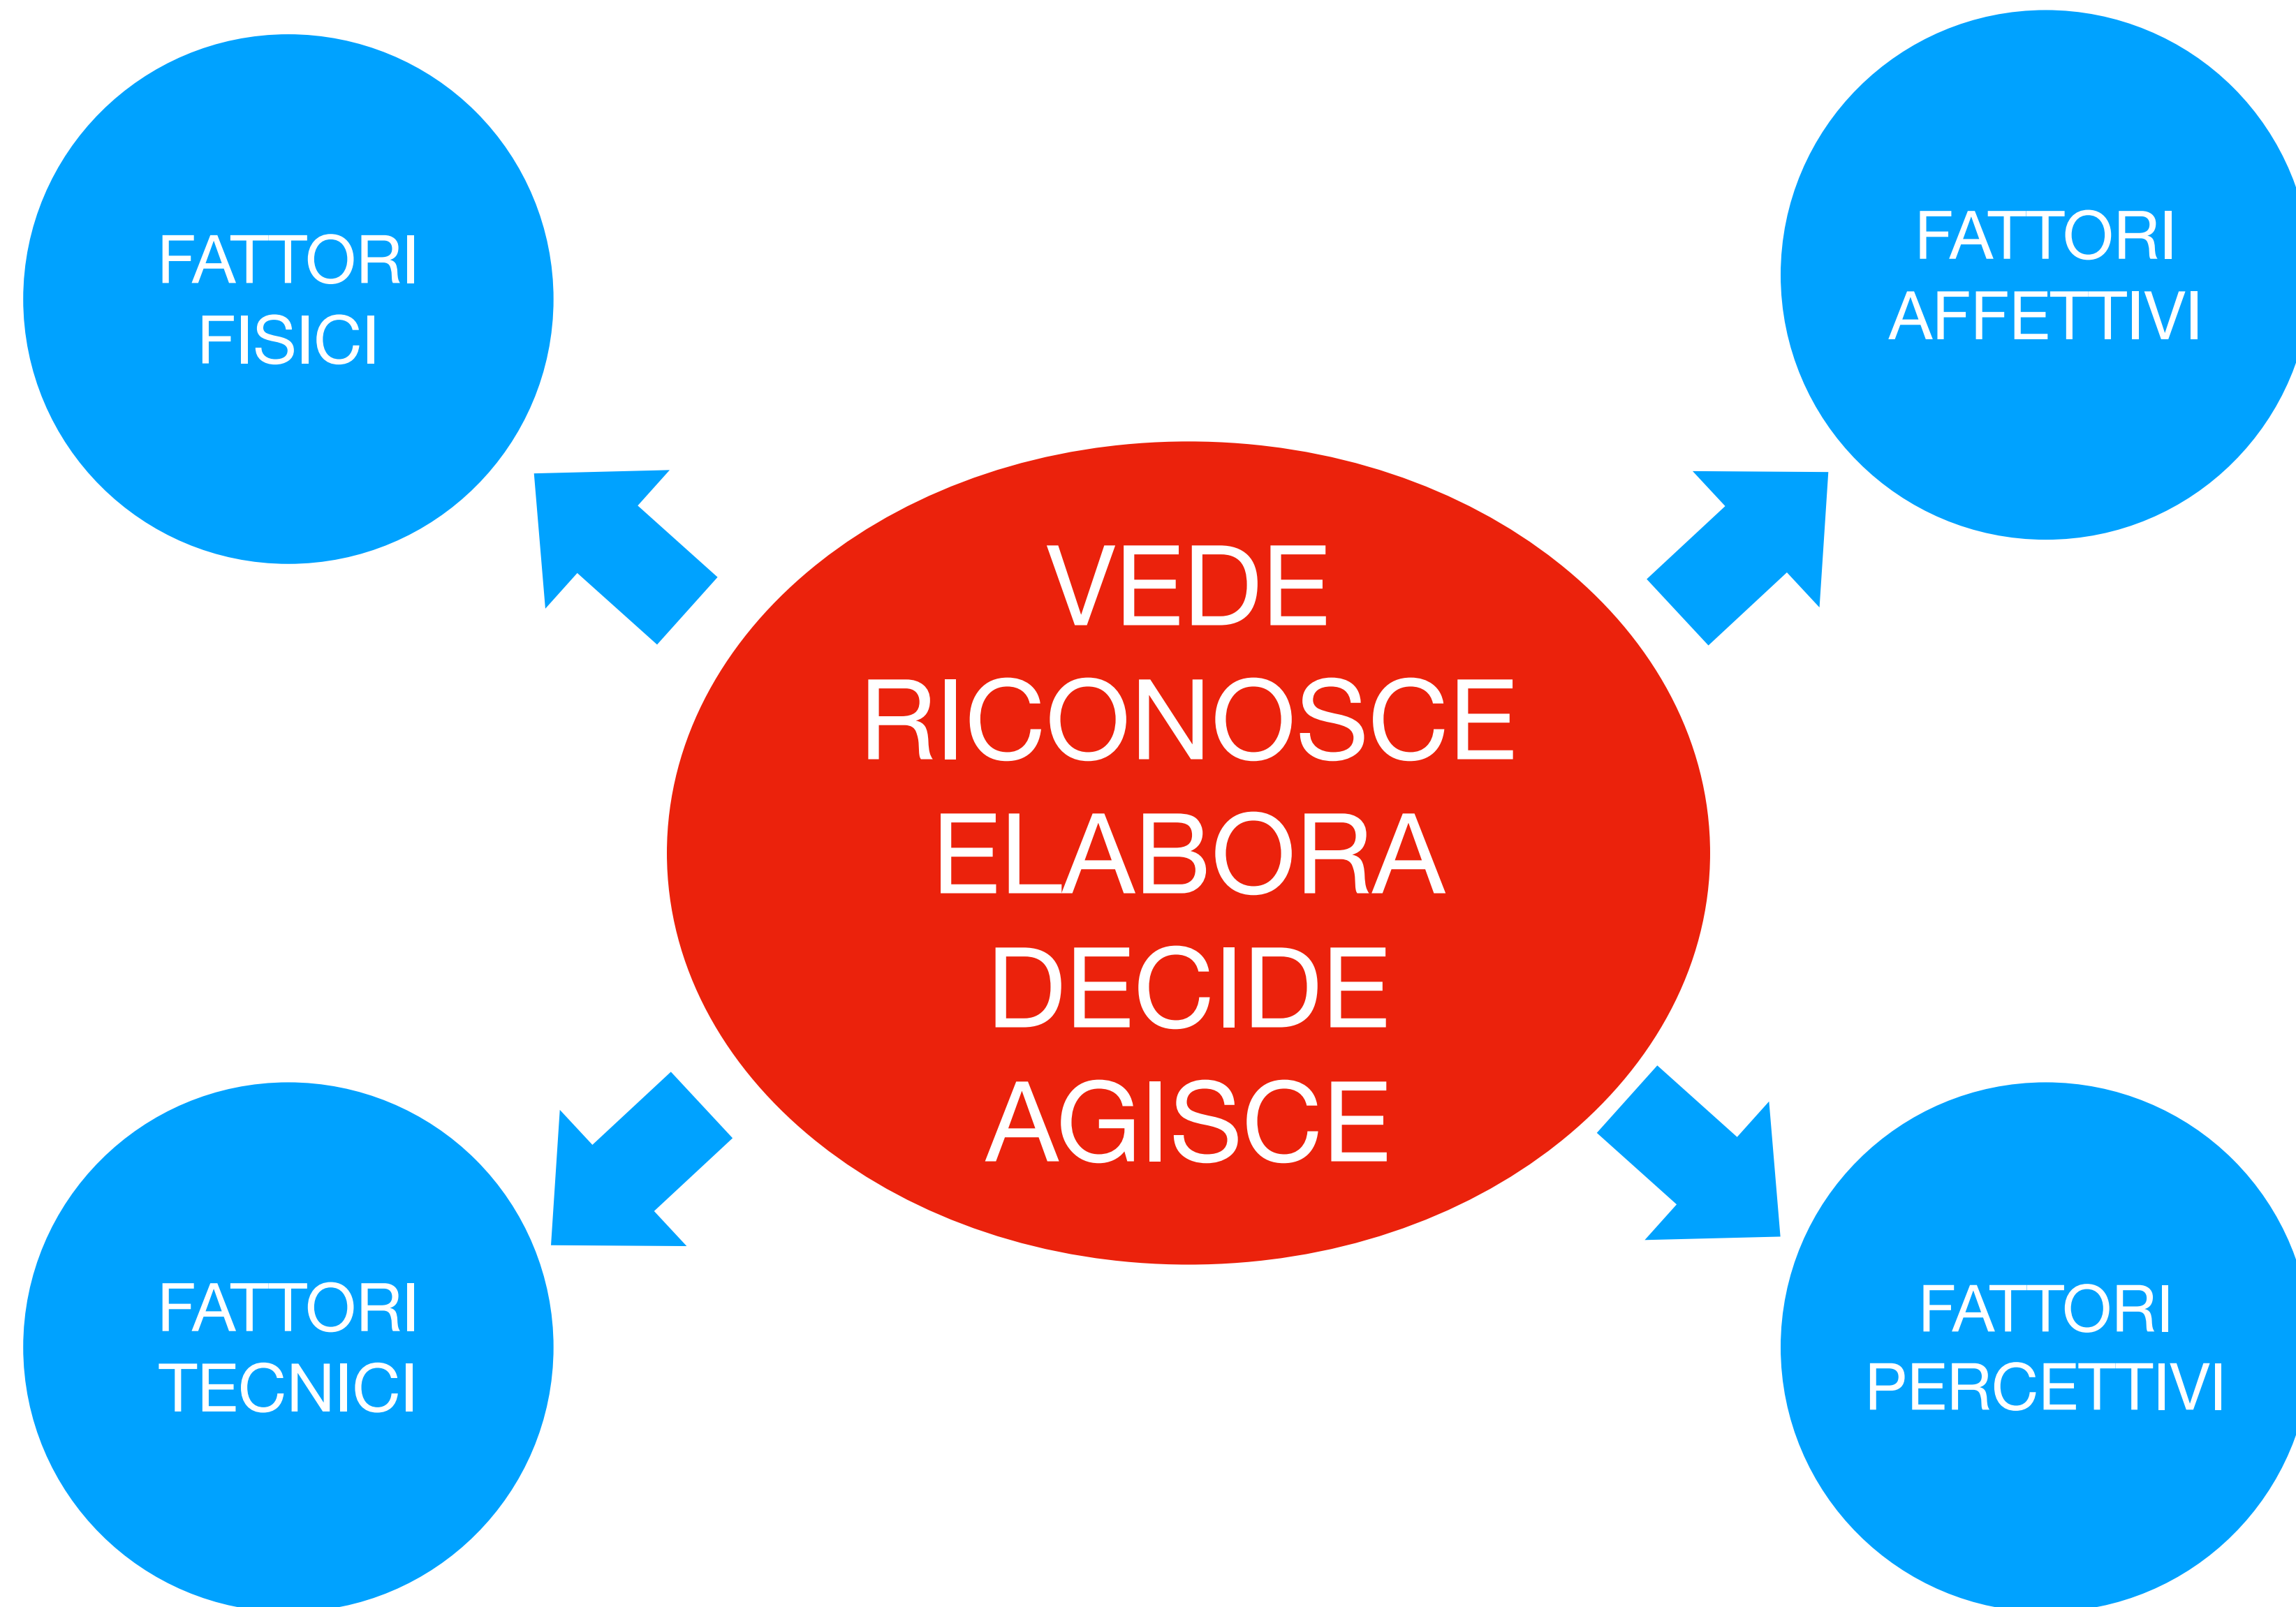 FATTORI
FISICI
FATTORI
AFFETTIVI
VEDE
RICONOSCE
ELABORA
DECIDE
AGISCE
FATTORI
TECNICI
FATTORI
PERCETTIVI